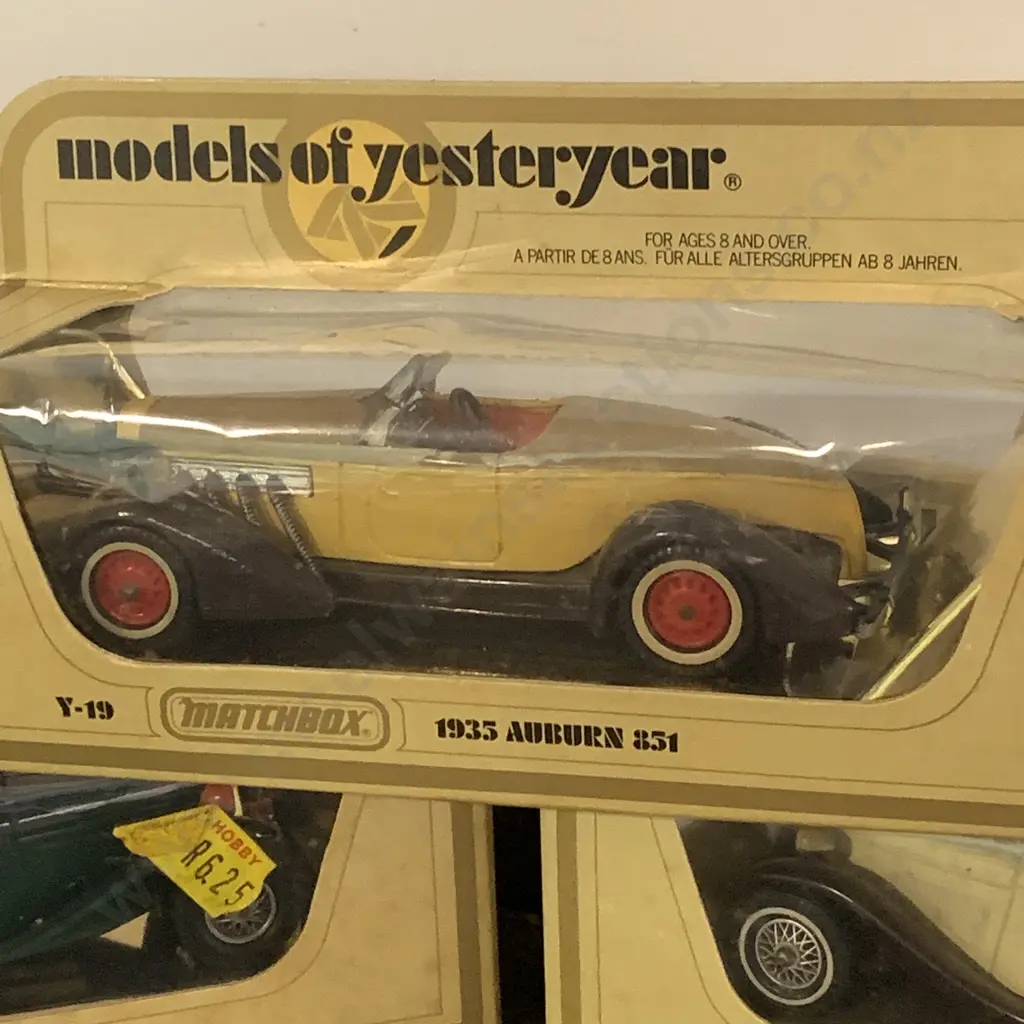 models of yesteryear®
FOR AGES 8 AND OVER.
A PARTIR DE 8 ANS. FÜR ALLE ALTERSGRUPPEN AB 8 JAHREN.
Y-19
MATCHBOX®
1935 AUBURN 851
HOBBY
R6.25